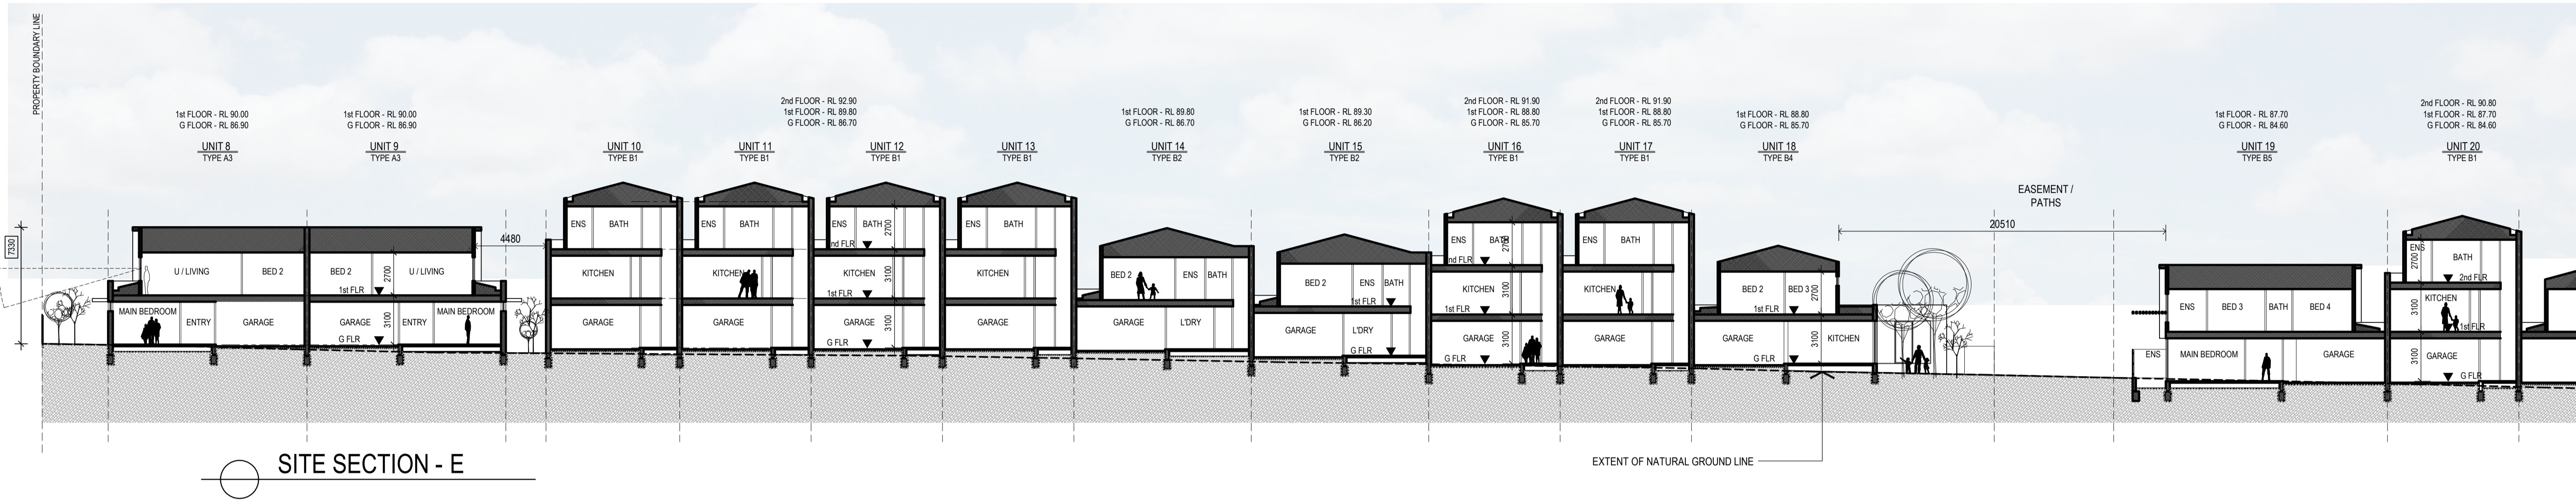 PROPERTY BOUNDARY LINE
1st FLOOR - RL 90.00
G FLOOR - RL 86.90
UNIT 8
TYPE A3
1st FLOOR - RL 90.00
G FLOOR - RL 86.90
UNIT 9
TYPE A3
UNIT 10
TYPE B1
2nd FLOOR - RL 92.90
1st FLOOR - RL 89.80
G FLOOR - RL 86.70
UNIT 11
TYPE B1
UNIT 12
TYPE B1
UNIT 13
TYPE B1
1st FLOOR - RL 89.80
G FLOOR - RL 86.70
UNIT 14
TYPE B2
1st FLOOR - RL 89.30
G FLOOR - RL 86.20
UNIT 15
TYPE B2
2nd FLOOR - RL 91.90
1st FLOOR - RL 88.80
G FLOOR - RL 85.70
UNIT 16
TYPE B1
2nd FLOOR - RL 91.90
1st FLOOR - RL 88.80
G FLOOR - RL 85.70
UNIT 17
TYPE B1
1st FLOOR - RL 88.80
G FLOOR - RL 85.70
UNIT 18
TYPE B4
EASEMENT /
PATHS
20510
1st FLOOR - RL 87.70
G FLOOR - RL 84.60
UNIT 19
TYPE B5
2nd FLOOR - RL 90.80
1st FLOOR - RL 87.70
G FLOOR - RL 84.60
UNIT 20
TYPE B1
7330
U / LIVING
BED 2
BED 2
2700
U / LIVING
1st FLR
MAIN BEDROOM
ENTRY
GARAGE
GARAGE
3100
ENTRY
MAIN BEDROOM
G FLR
4480
ENS
BATH
KITCHEN
GARAGE
ENS
BATH
KITCHEN
GARAGE
ENS
BATH
2700
nd FLR
KITCHEN
3100
1st FLR
GARAGE
3100
G FLR
ENS
BATH
KITCHEN
GARAGE
BED 2
ENS
BATH
GARAGE
L'DRY
BED 2
ENS
BATH
1st FLR
GARAGE
L'DRY
G FLR
ENS
BATH
2700
nd FLR
KITCHEN
3100
1st FLR
GARAGE
3100
G FLR
ENS
BATH
KITCHEN
GARAGE
BED 2
BED 3
2700
1st FLR
GARAGE
3100
KITCHEN
G FLR
ENS
BED 3
BATH
BED 4
ENS
MAIN BEDROOM
GARAGE
ENS
2700
BATH
2nd FLR
KITCHEN
3100
1st FLR
GARAGE
3100
G FLR
SITE SECTION - E
EXTENT OF NATURAL GROUND LINE